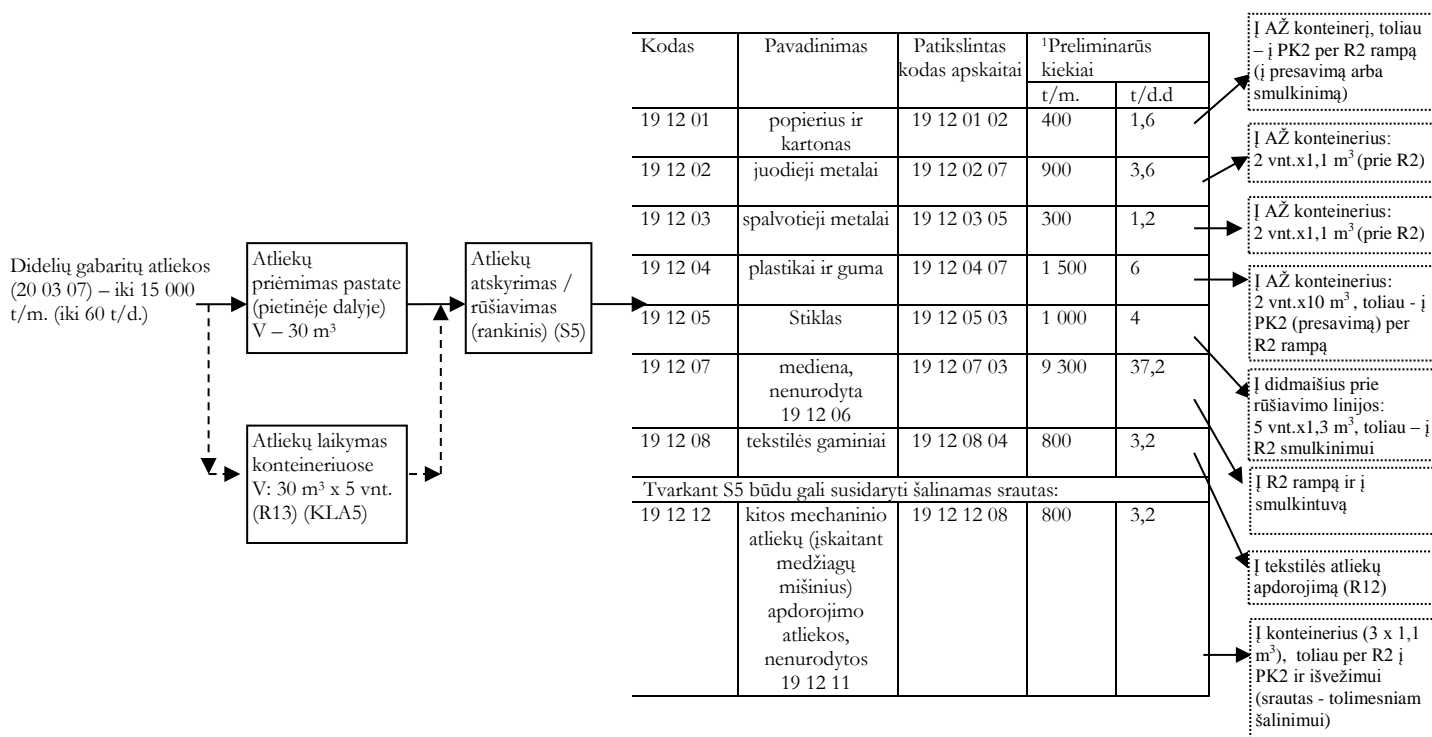 Didelių gabaritų atliekos
(20 03 07) – iki 15 000
t/m. (iki 60 t/d.)
Atliekų
priėmimas pastate
(pietinėje dalyje)
V – 30 m³
Atliekų laikymas
konteineriuose
V: 30 m³ x 5 vnt.
(R13) (KLA5)
Atliekų
atskyrimas /
rūšiavimas
(rankinis) (S5)
Kodas Pavadinimas Patikslintas ¹Preliminarūs
kodas apskaitai kiekiai
t/m. t/d.d
19 12 01 popierius ir 19 12 01 02 400 1,6
kartonas
19 12 02 juodieji metalai 19 12 02 07 900 3,6
19 12 03 spalvotieji metalai 19 12 03 05 300 1,2
19 12 04 plastikai ir guma 19 12 04 07 1 500 6
19 12 05 Stiklas 19 12 05 03 1 000 4
19 12 07 mediena, 19 12 07 03 9 300 37,2
nenurodyta
19 12 06
19 12 08 tekstilės gaminiai 19 12 08 04 800 3,2
Tvarkant S5 būdu gali susidaryti šalinamas srautas:
19 12 12 kitos mechaninio 19 12 12 08 800 3,2
atliekų (įskaitant
medžiagų
mišinius)
apdorojimo
atliekos,
nenurodytos
19 12 11
Į AŽ konteinerį, toliau
– į PK2 per R2 rampą
(į presavimą arba
smulkinimą)
Į AŽ konteinerius:
2 vnt.x1,1 m³ (prie R2)
Į AŽ konteinerius:
2 vnt.x1,1 m³ (prie R2)
Į AŽ konteinerius:
2 vnt.x10 m³ , toliau - į
PK2 (presavimą) per
R2 rampą
Į didmaišius prie
rūšiavimo linijos:
5 vnt.x1,3 m³, toliau – į
R2 smulkinimui
Į R2 rampą ir į
smulkintuvą
Į tekstilės atliekų
apdorojimą (R12)
Į konteinerius (3 x 1,1
m³), toliau per R2 į
PK2 ir išvežimui
(srautas - tolimesniam
šalinimui)